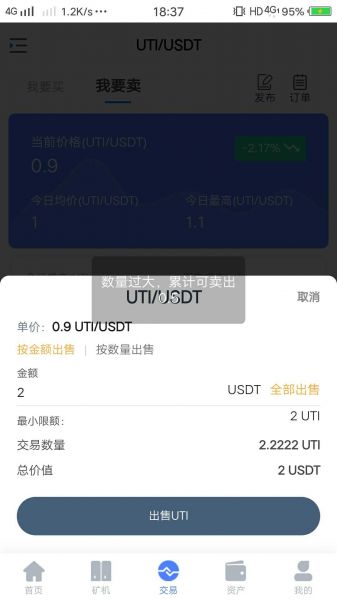 4G 1.2K/s ••• 18:37 HD 4G 95%
UTI/USDT
我要买 我要卖 发布 订单
当前价格(UTI/USDT) -2.17%
0.9
今日均价(UTI/USDT) 今日最高(UTI/USDT)
1 1.1
数量过大，累计可卖出
0.5
UTI/USDT 取消
单价: 0.9 UTI/USDT
按金额出售 | 按数量出售
金额
2 USDT 全部出售
最小限额: 2 UTI
交易数量 2.2222 UTI
总价值 2 USDT
出售UTI
首页 矿机 交易 资产 我的